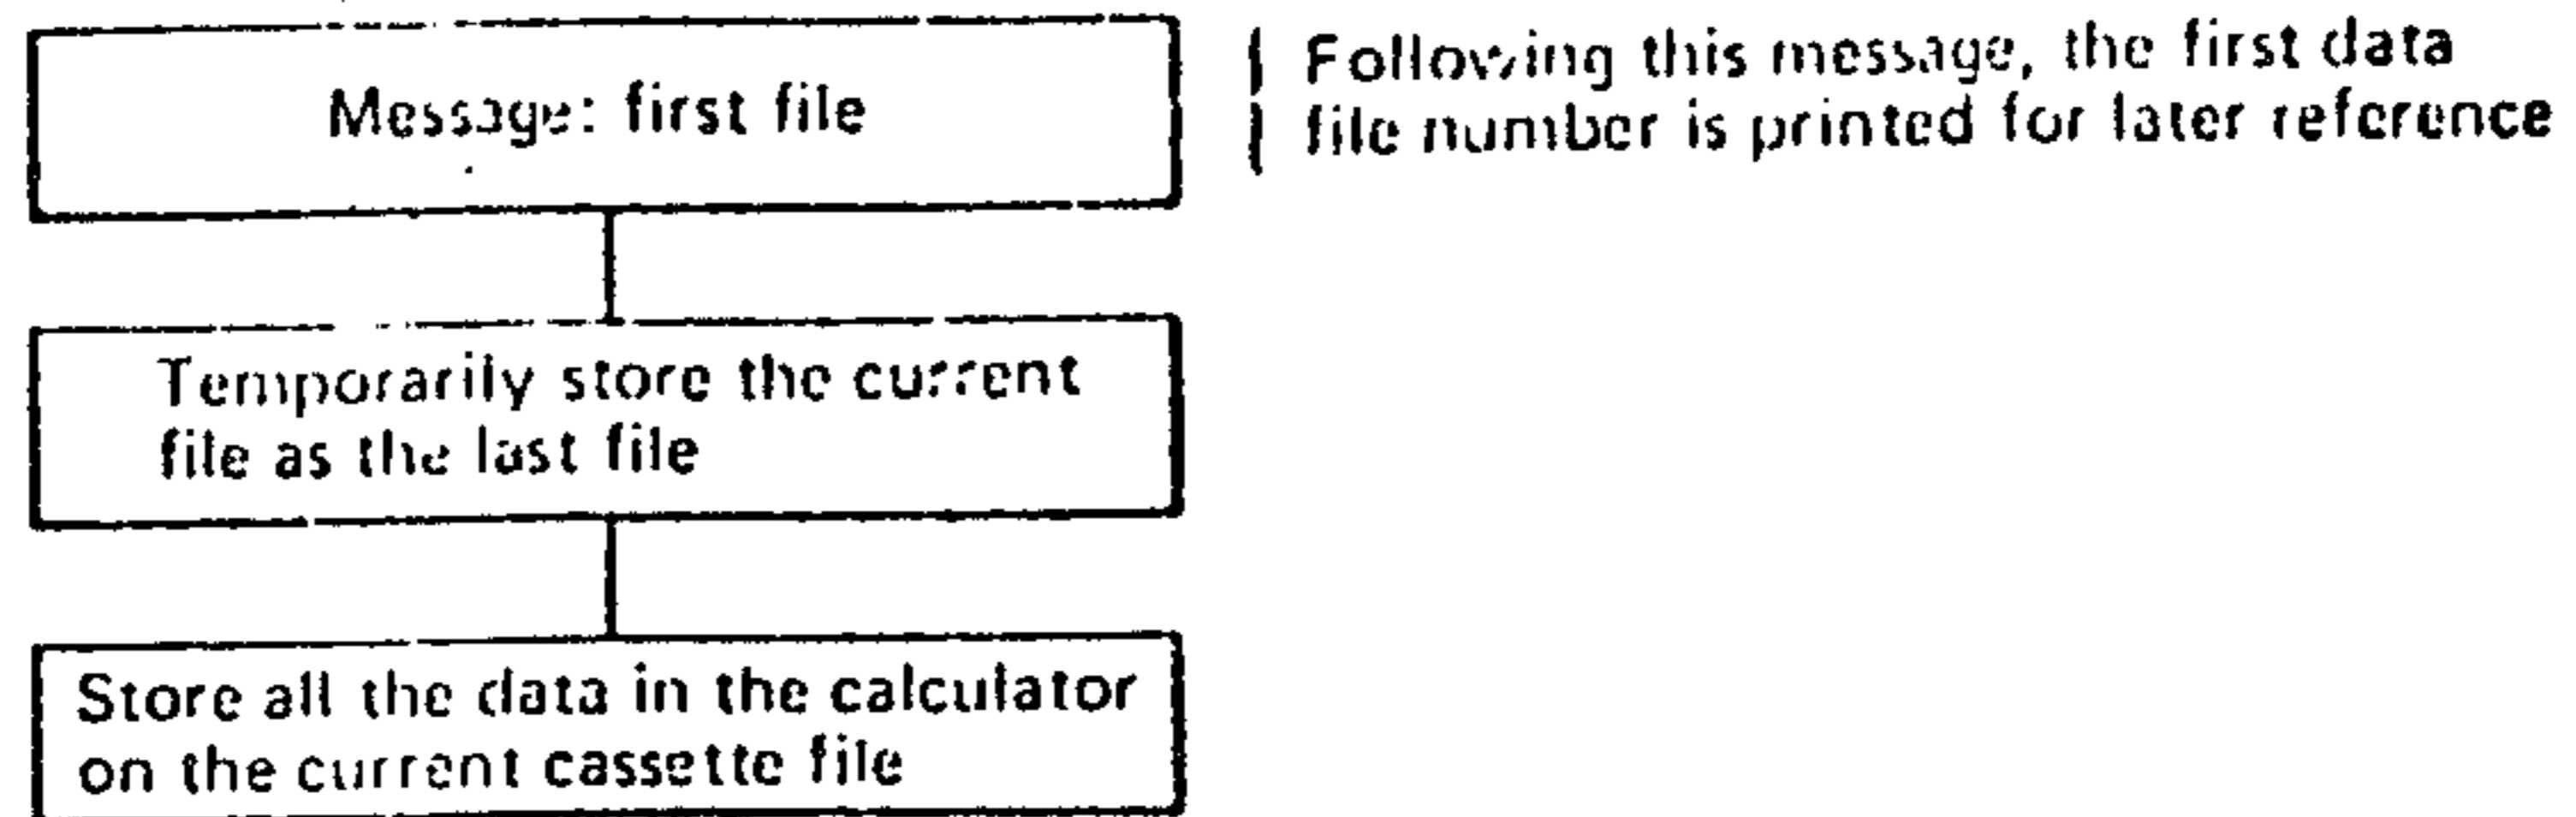 Message: first file
Following this message, the first data
file number is printed for later reference
Temporarily store the current
file as the last file
Store all the data in the calculator
on the current cassette file